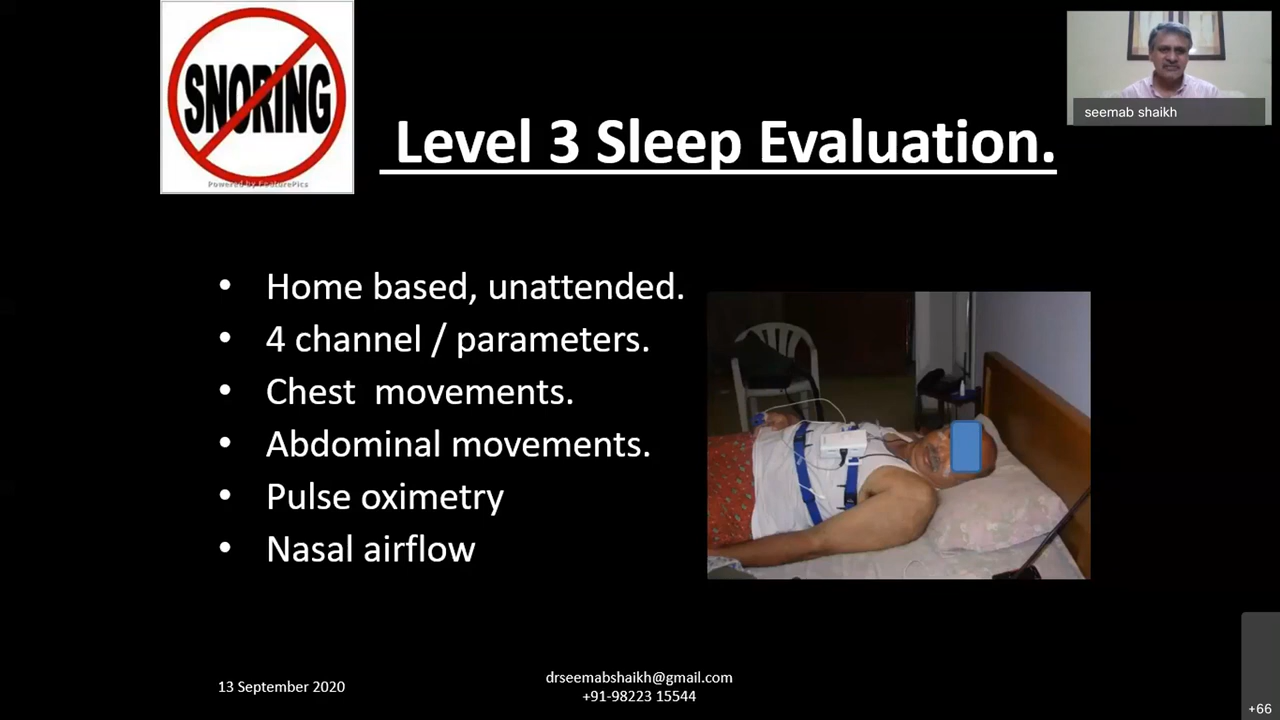 SNORING
Powered by FeaturePics
seemab shaikh
Level 3 Sleep Evaluation.
• Home based, unattended.
• 4 channel / parameters.
• Chest  movements.
• Abdominal movements.
• Pulse oximetry
• Nasal airflow
13 September 2020
drseemabshaikh@gmail.com
+91-98223 15544
+66